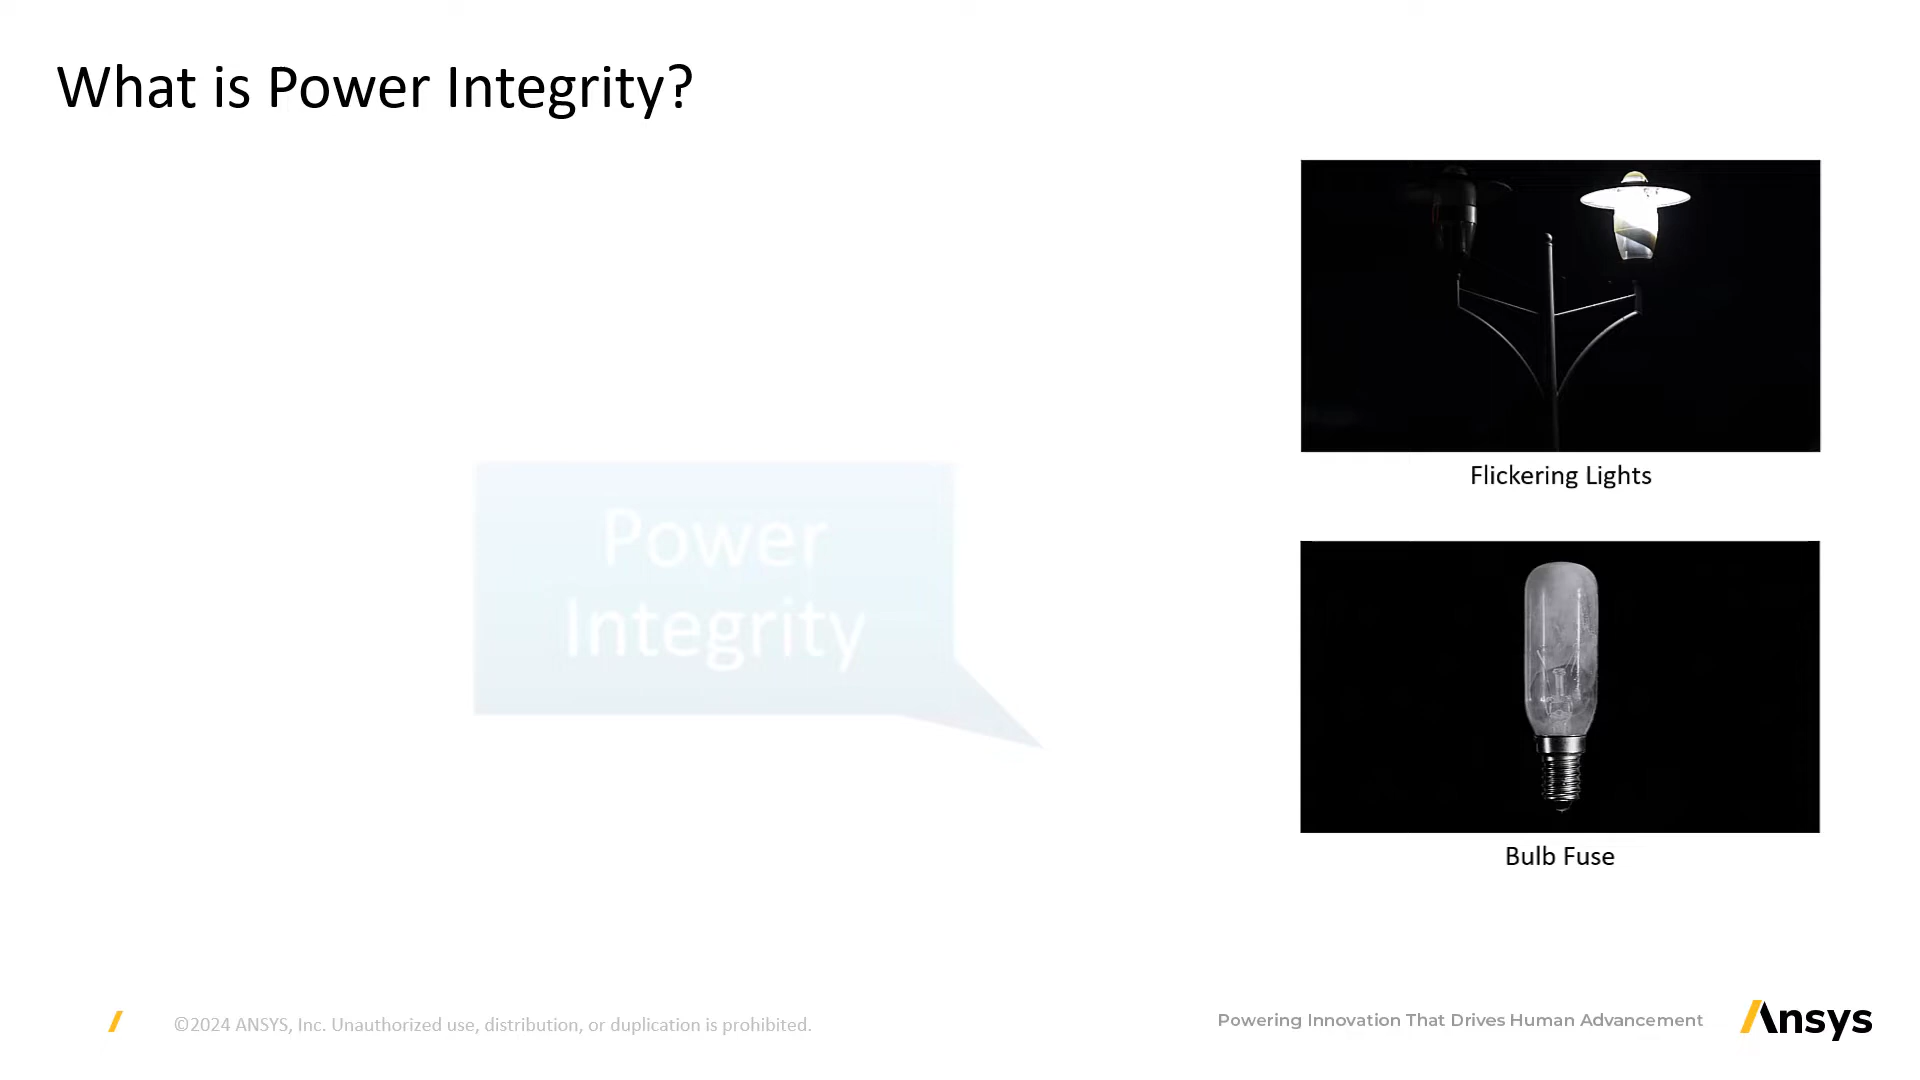 What is Power Integrity?
Flickering Lights
Power
Integrity
Bulb Fuse
©2024 ANSYS, Inc. Unauthorized use, distribution, or duplication is prohibited.
Powering Innovation That Drives Human Advancement
Ansys